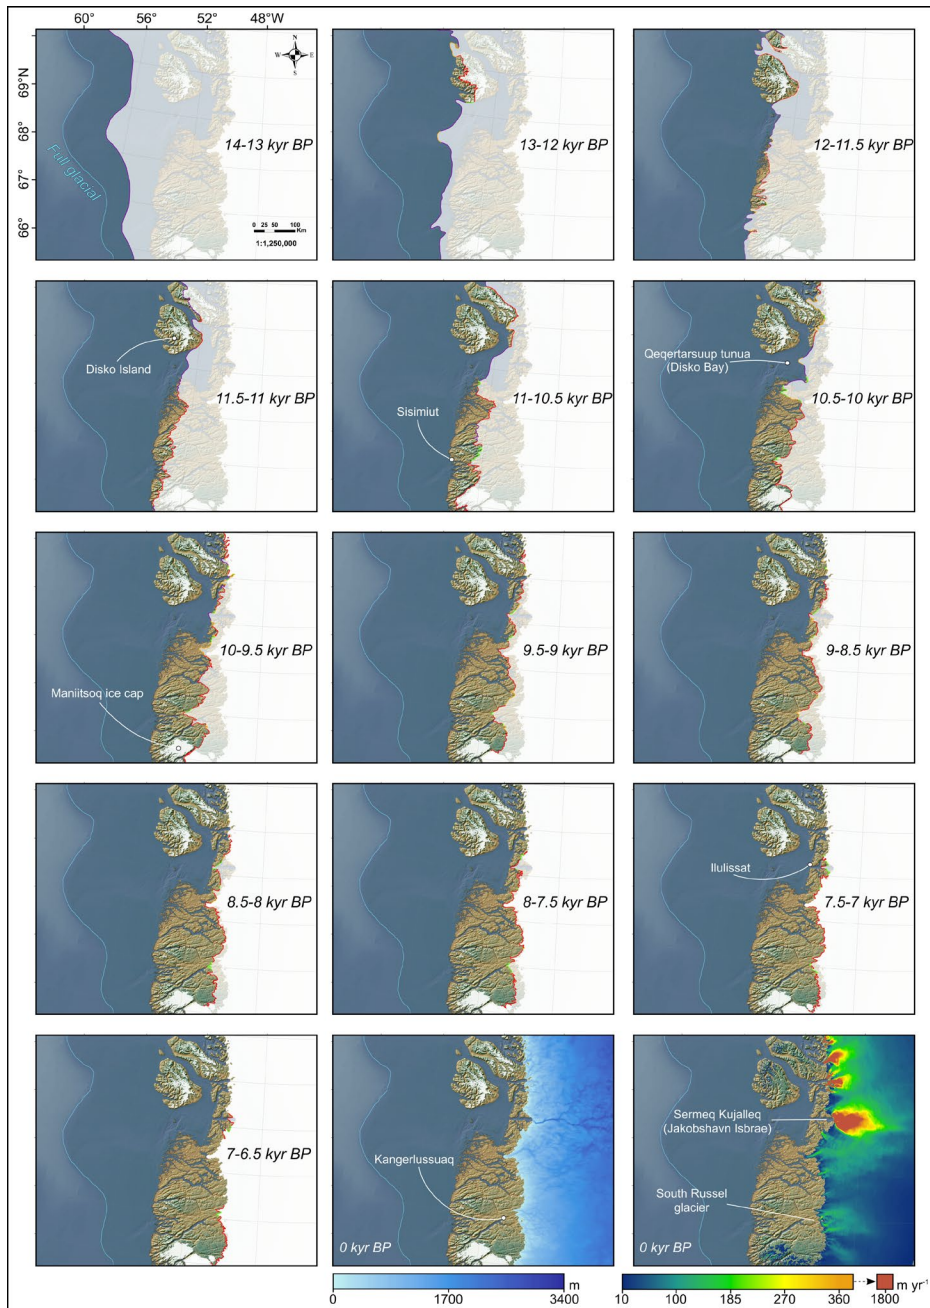 60° 56° 52° 48°W
N
W E
S
69°N
68°
67°
66°
Full glacial
14-13 kyr BP
0 25 50 100
Km
1:1,250,000
13-12 kyr BP
12-11.5 kyr BP
Disko Island
11.5-11 kyr BP
Sisimiut
11-10.5 kyr BP
Qeqertarsuup tunua
(Disko Bay)
10.5-10 kyr BP
10-9.5 kyr BP
Maniitsoq ice cap
9.5-9 kyr BP
9-8.5 kyr BP
8.5-8 kyr BP
8-7.5 kyr BP
Ilulissat
7.5-7 kyr BP
7-6.5 kyr BP
Kangerlussuaq
0 kyr BP
Sermeq Kujalleq
(Jakobshavn Isbrae)
South Russel
glacier
0 kyr BP
m
0 1700 3400
m yr⁻¹
10 100 185 270 360 1800